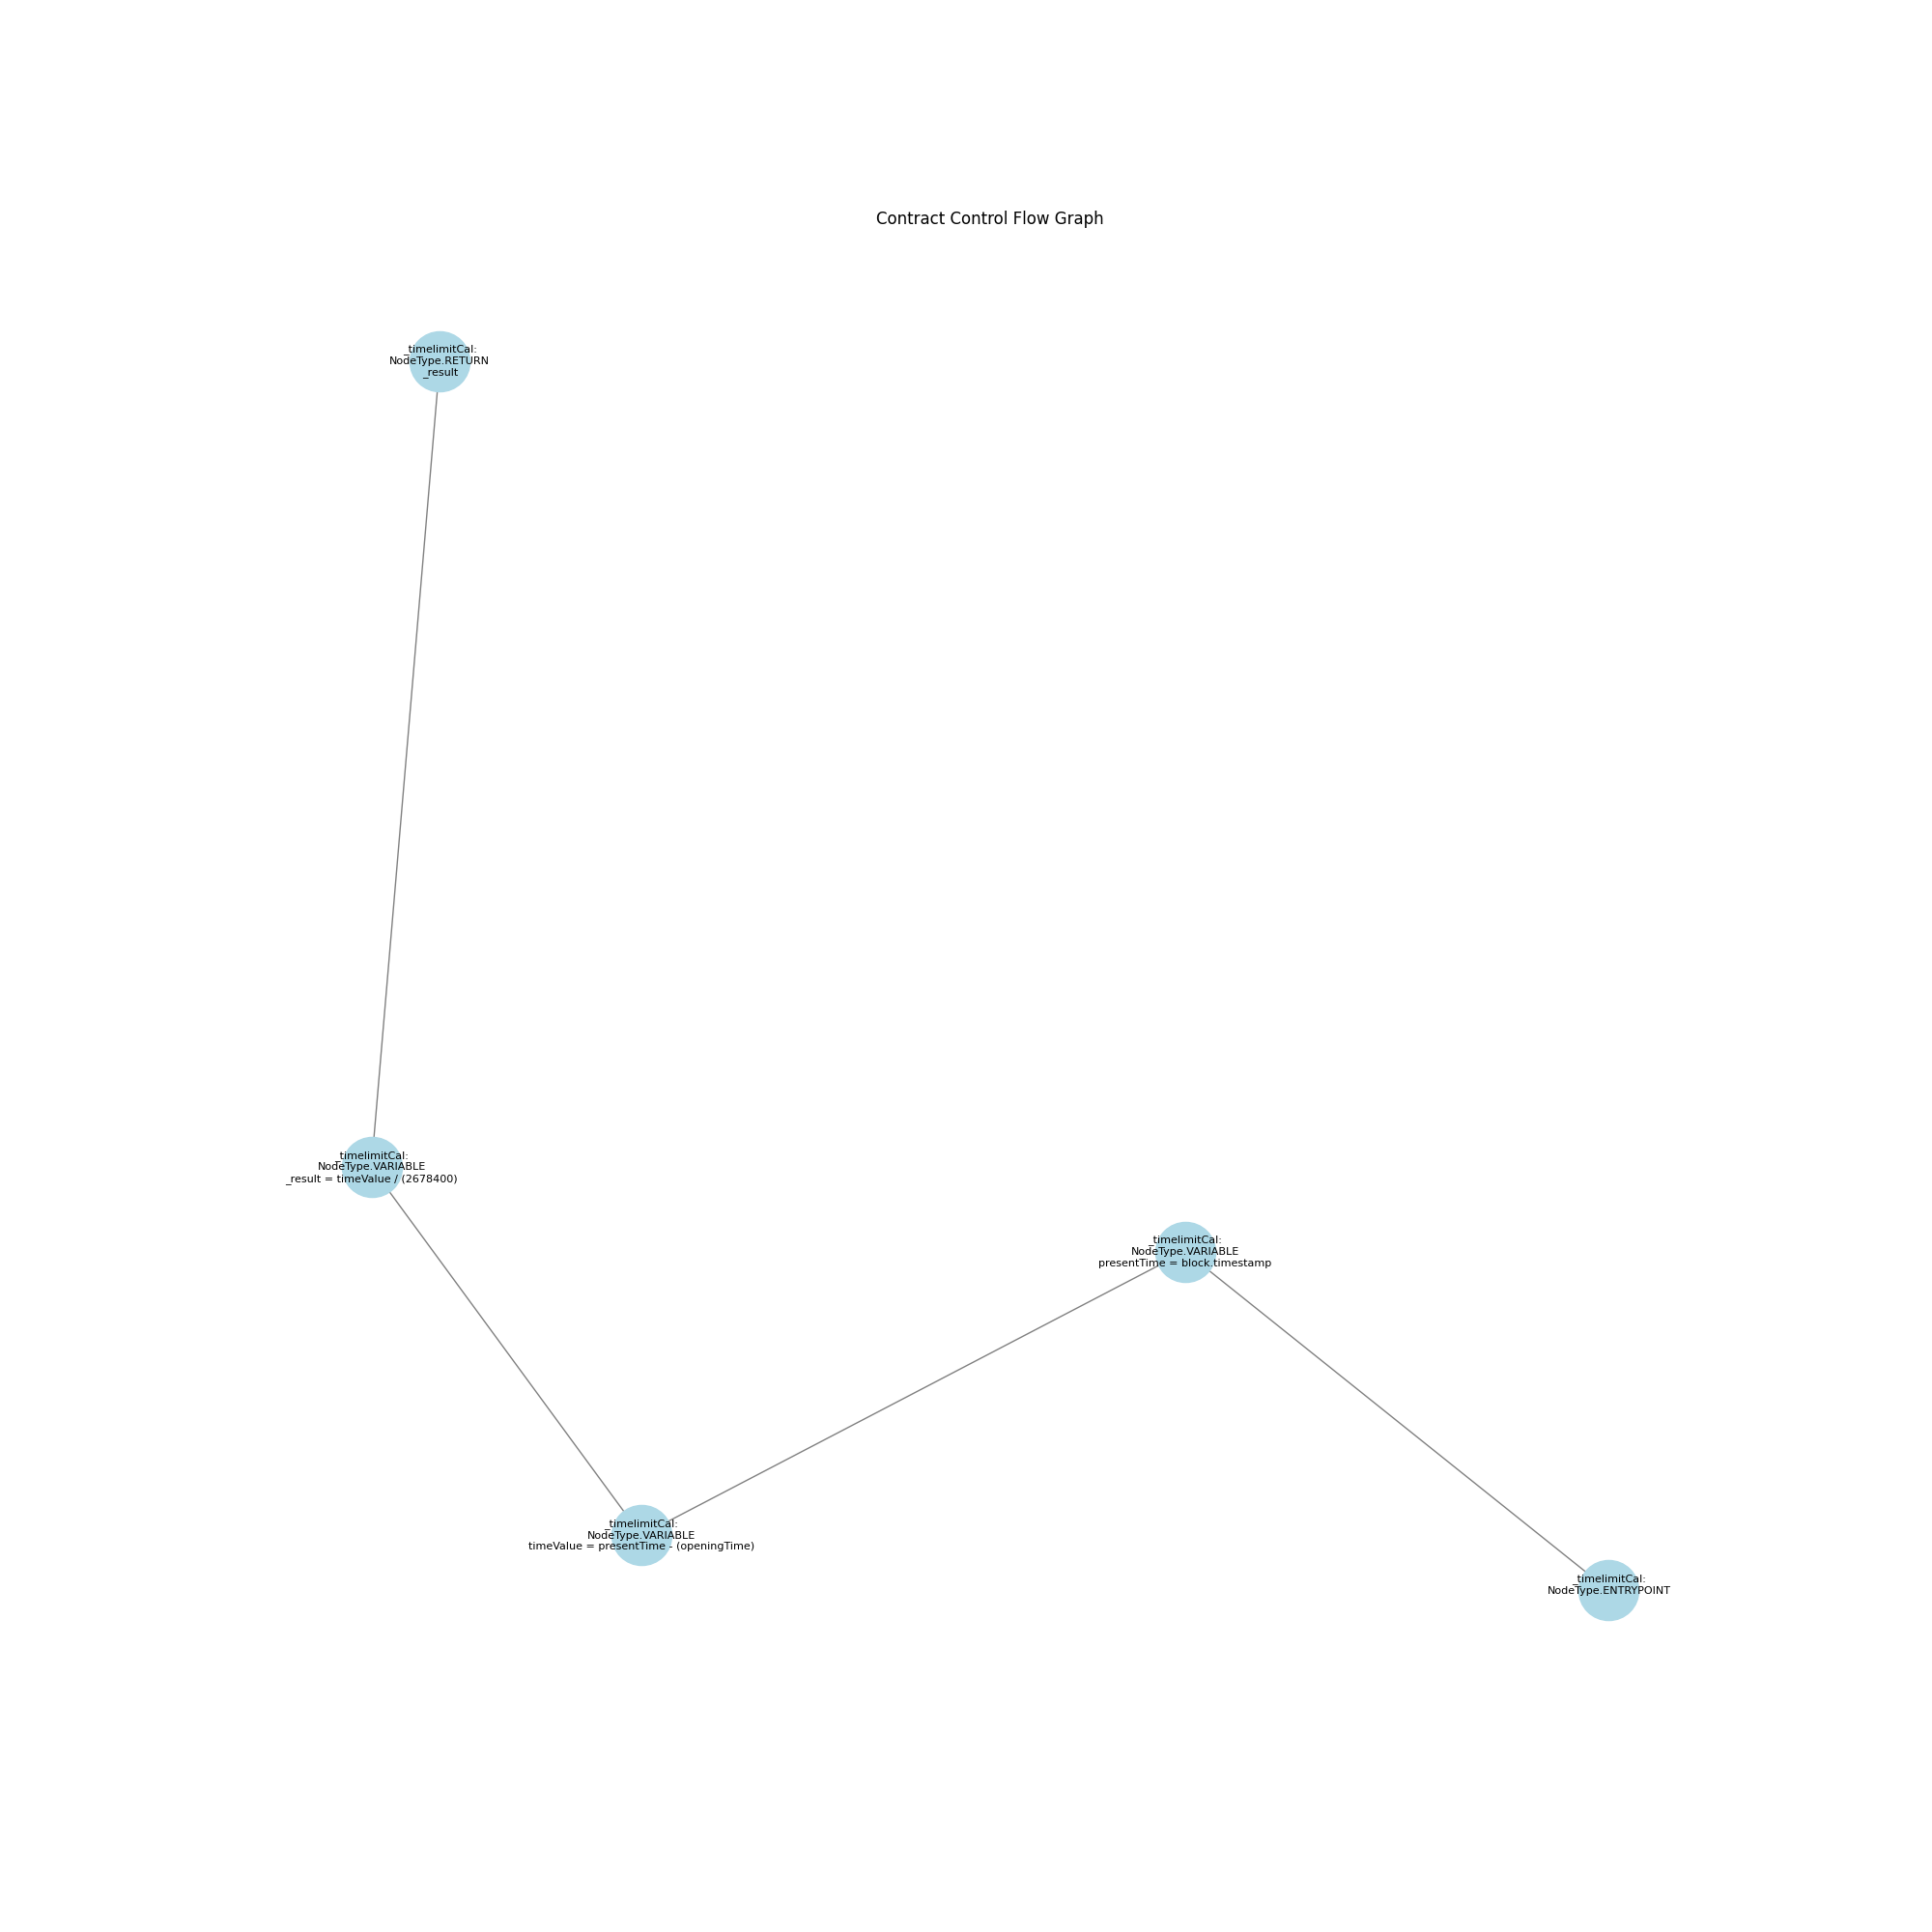 Contract Control Flow Graph
_timelimitCal:
NodeType.RETURN
_result
_timelimitCal:
NodeType.VARIABLE
_result = timeValue / (2678400)
_timelimitCal:
NodeType.VARIABLE
presentTime = block.timestamp
_timelimitCal:
NodeType.VARIABLE
timeValue = presentTime - (openingTime)
_timelimitCal:
NodeType.ENTRYPOINT